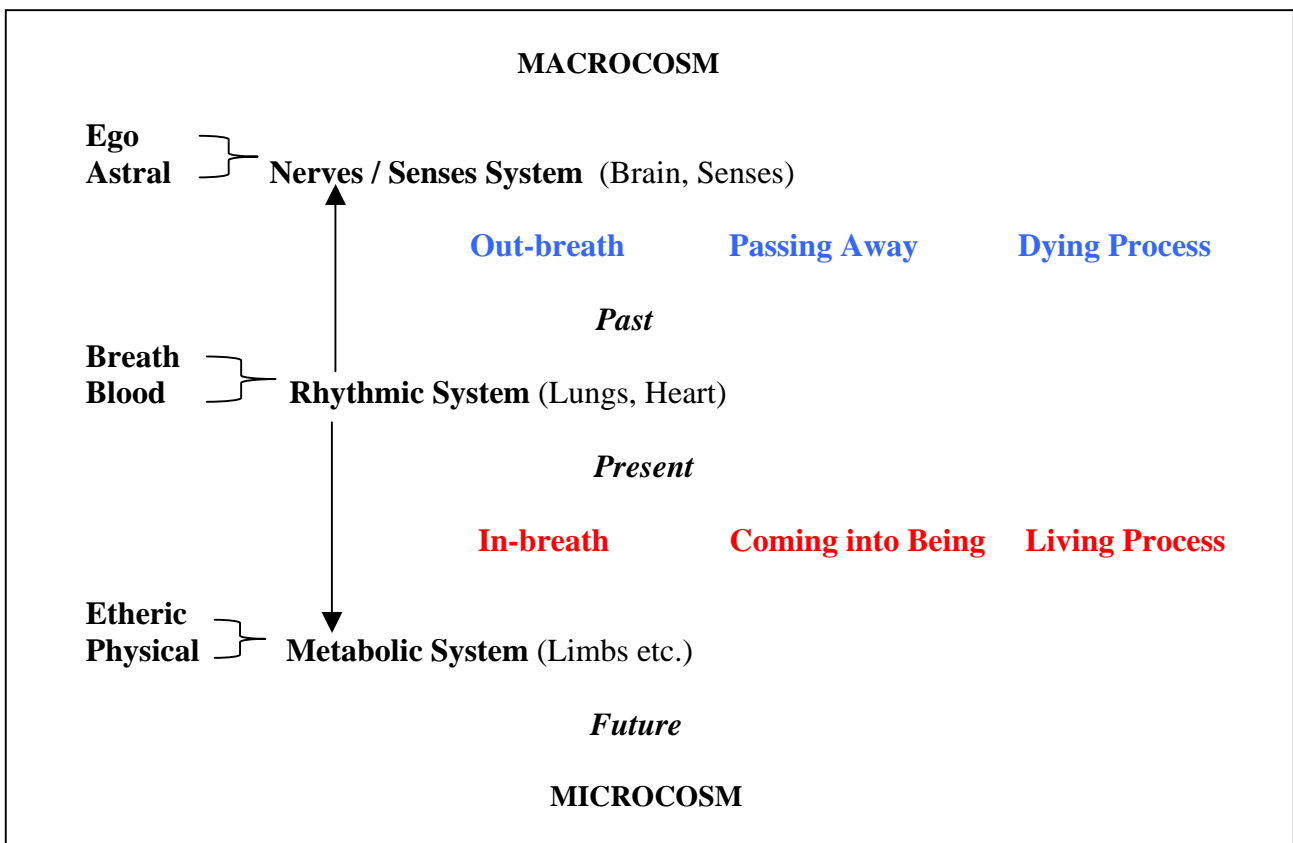 MACROCOSM
Ego
Astral Nerves / Senses System (Brain, Senses)
Out-breath Passing Away Dying Process
Past
Breath
Blood Rhythmic System (Lungs, Heart)
Present
In-breath Coming into Being Living Process
Etheric
Physical Metabolic System (Limbs etc.)
Future
MICROCOSM